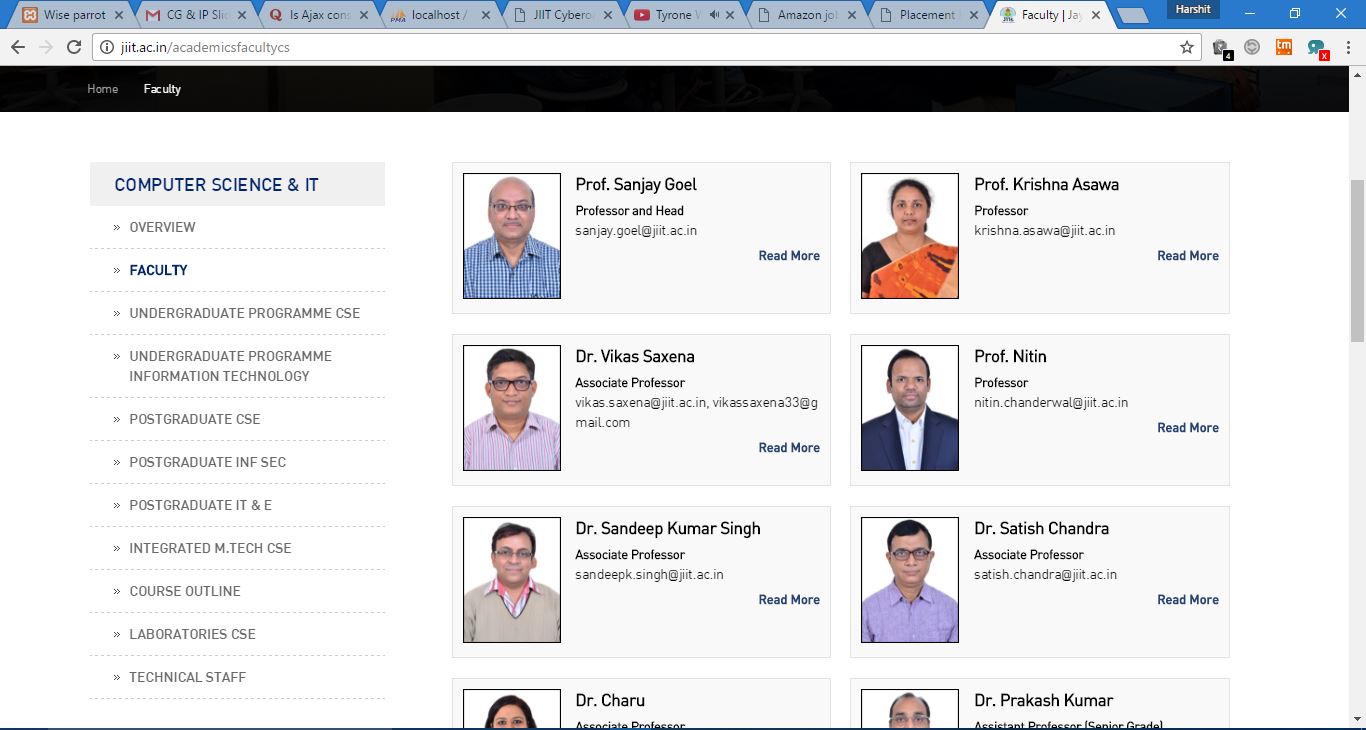 Wise parrot
CG & IP Sli
Is Ajax cons
localhost /
JIIT Cyberoa
Tyrone
Amazon jo
Placement
Faculty | Jay
Harshit
jiit.ac.in/academicsfacultycs
4
tm
x
Home
Faculty
COMPUTER SCIENCE & IT
» OVERVIEW
» FACULTY
» UNDERGRADUATE PROGRAMME CSE
» UNDERGRADUATE PROGRAMME
INFORMATION TECHNOLOGY
» POSTGRADUATE CSE
» POSTGRADUATE INF SEC
» POSTGRADUATE IT & E
» INTEGRATED M.TECH CSE
» COURSE OUTLINE
» LABORATORIES CSE
» TECHNICAL STAFF
Prof. Sanjay Goel
Professor and Head
sanjay.goel@jiit.ac.in
Read More
Prof. Krishna Asawa
Professor
krishna.asawa@jiit.ac.in
Read More
Dr. Vikas Saxena
Associate Professor
vikas.saxena@jiit.ac.in, vikassaxena33@g
mail.com
Read More
Prof. Nitin
Professor
nitin.chanderwal@jiit.ac.in
Read More
Dr. Sandeep Kumar Singh
Associate Professor
sandeepk.singh@jiit.ac.in
Read More
Dr. Satish Chandra
Associate Professor
satish.chandra@jiit.ac.in
Read More
Dr. Charu
Associate Professor
Dr. Prakash Kumar
Assistant Professor (Senior Grade)